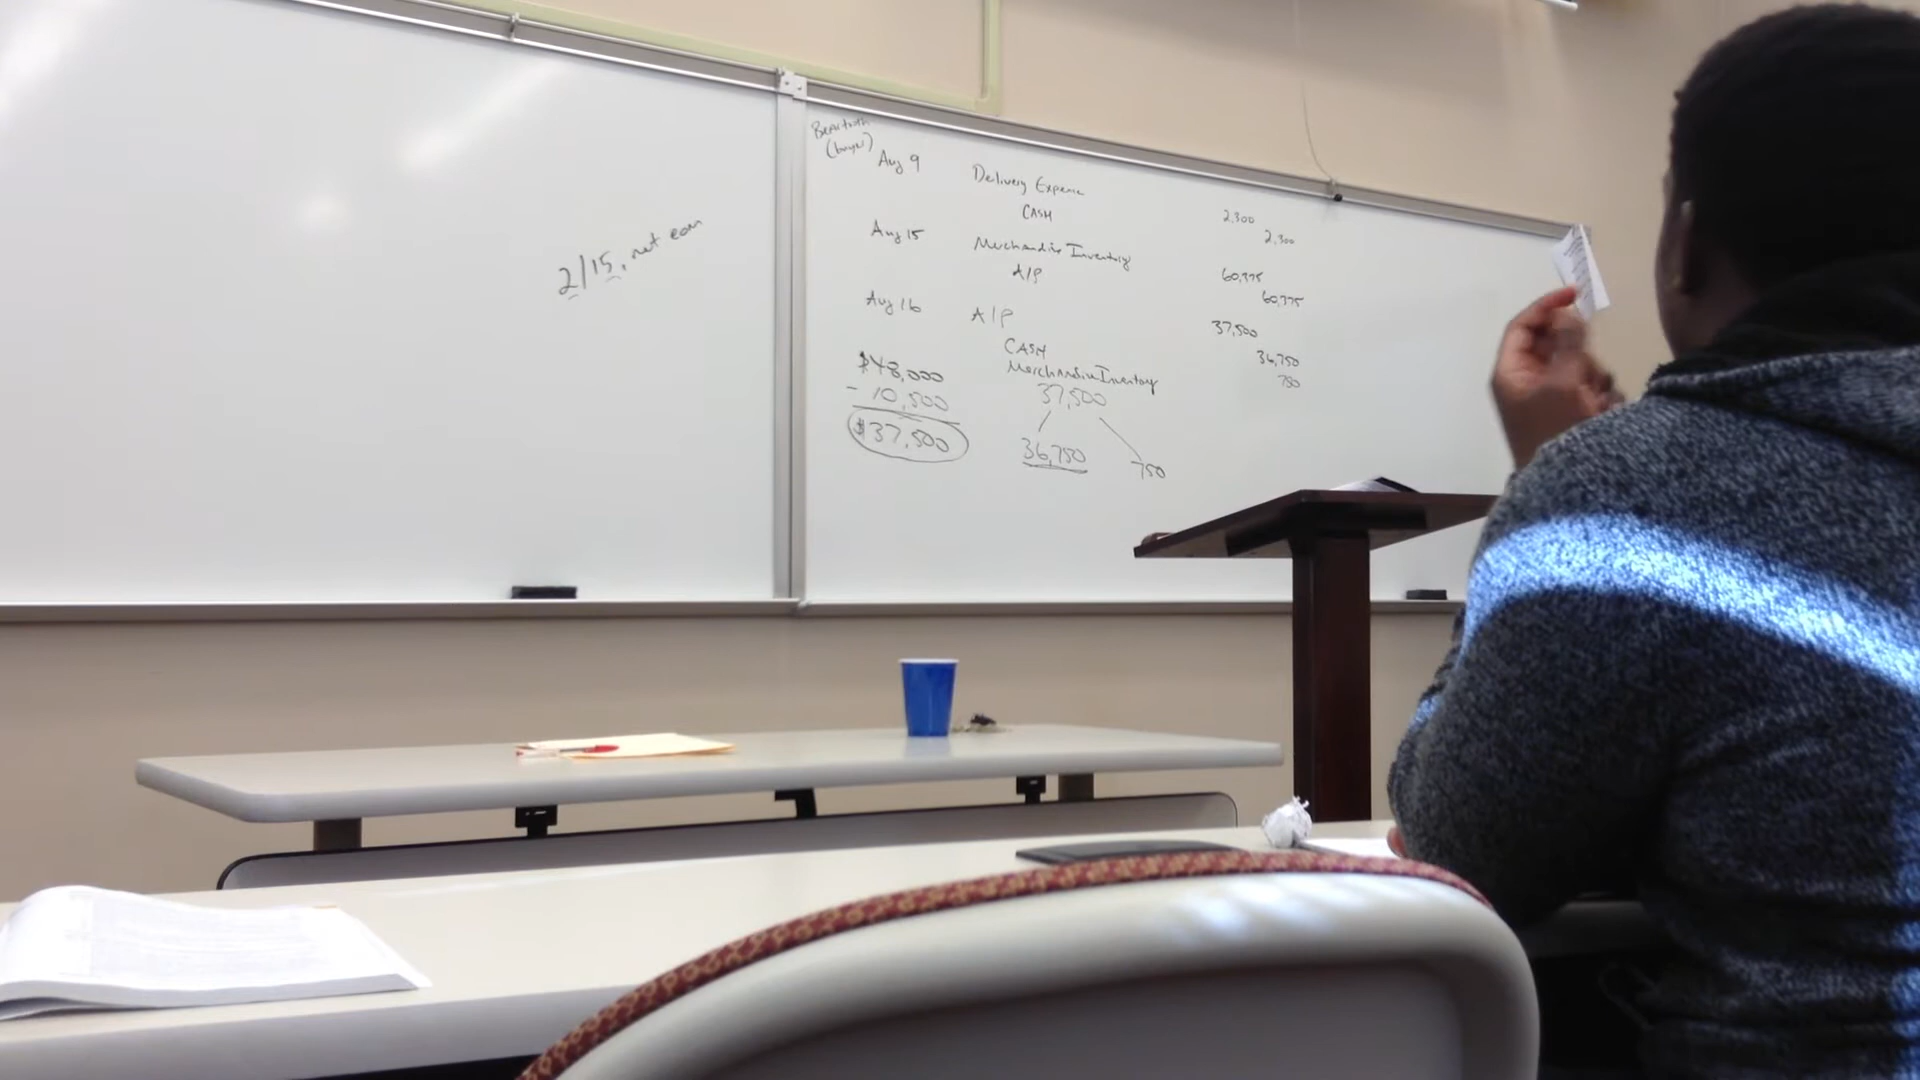 2/15, net eom
Beartooth
(buyer)
Aug 9 Delivery Expense 2,300
CASH 2,300
Aug 15 Merchandise Inventory 60,775
A/P 60,775
Aug 16 A/P 37,500
CASH 36,750
Merchandise Inventory 750
$48,000
- 10,500
$37,500
37,500
36,750 750